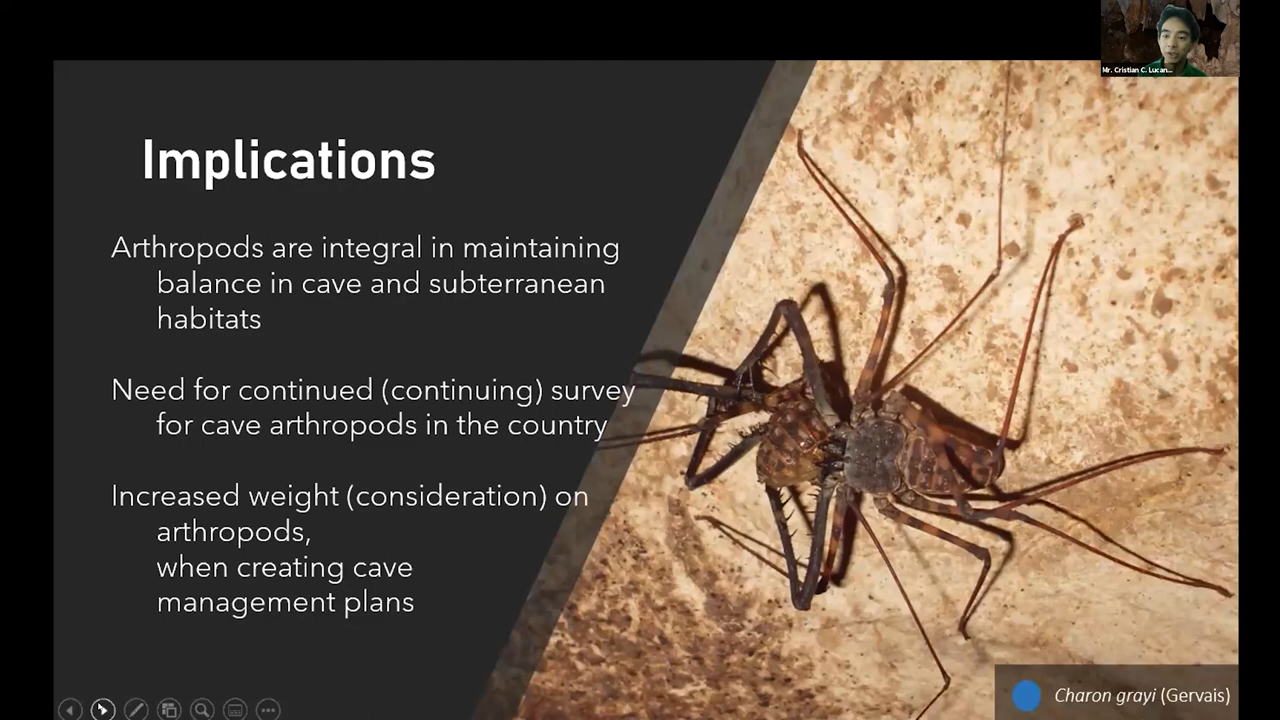 Mr. Cristian C. Lucan...
Implications
Arthropods are integral in maintaining
balance in cave and subterranean
habitats
Need for continued (continuing) survey
for cave arthropods in the country
Increased weight (consideration) on
arthropods,
when creating cave
management plans
Charon grayi (Gervais)